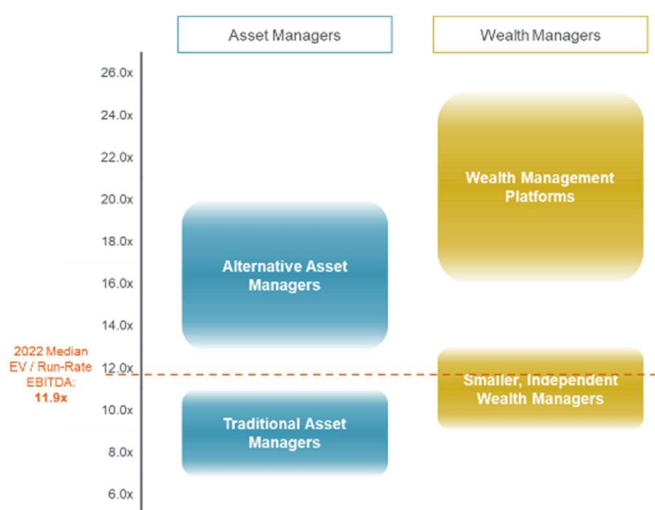 Asset Managers
Wealth Managers
26.0x
24.0x
22.0x
20.0x
18.0x
16.0x
14.0x
12.0x
10.0x
8.0x
6.0x
Wealth Management
Platforms
Alternative Asset
Managers
2022 Median
EV / Run-Rate
EBITDA:
11.9x
Smaller, Independent
Wealth Managers
Traditional Asset
Managers